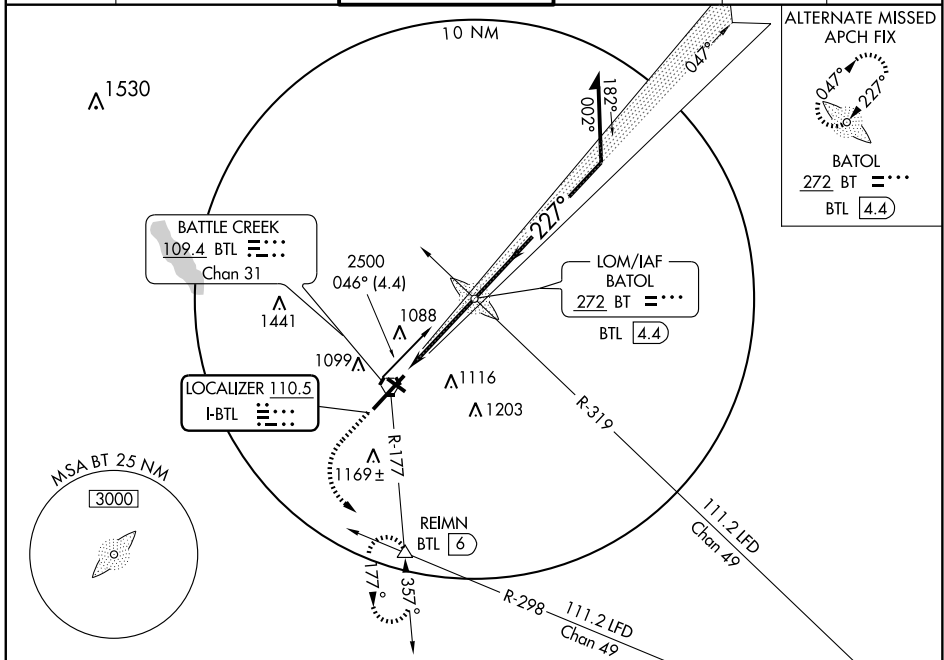 10 NM
ALTERNATE MISSED
APCH FIX
047°
227°
BATOL
272 BT
BTL 4.4
1530
047°
182°
002°
227°
BATTLE CREEK
109.4 BTL
Chan 31
2500
046° (4.4)
LOM/IAF
BATOL
272 BT
BTL 4.4
1441
1088
1099
1116
1203
LOCALIZER 110.5
I-BTL
R-177
R-319
1169±
MSA BT 25 NM
3000
REIMN
BTL 6
177°
357°
111.2 LFD
Chan 49
R-298
111.2 LFD
Chan 49